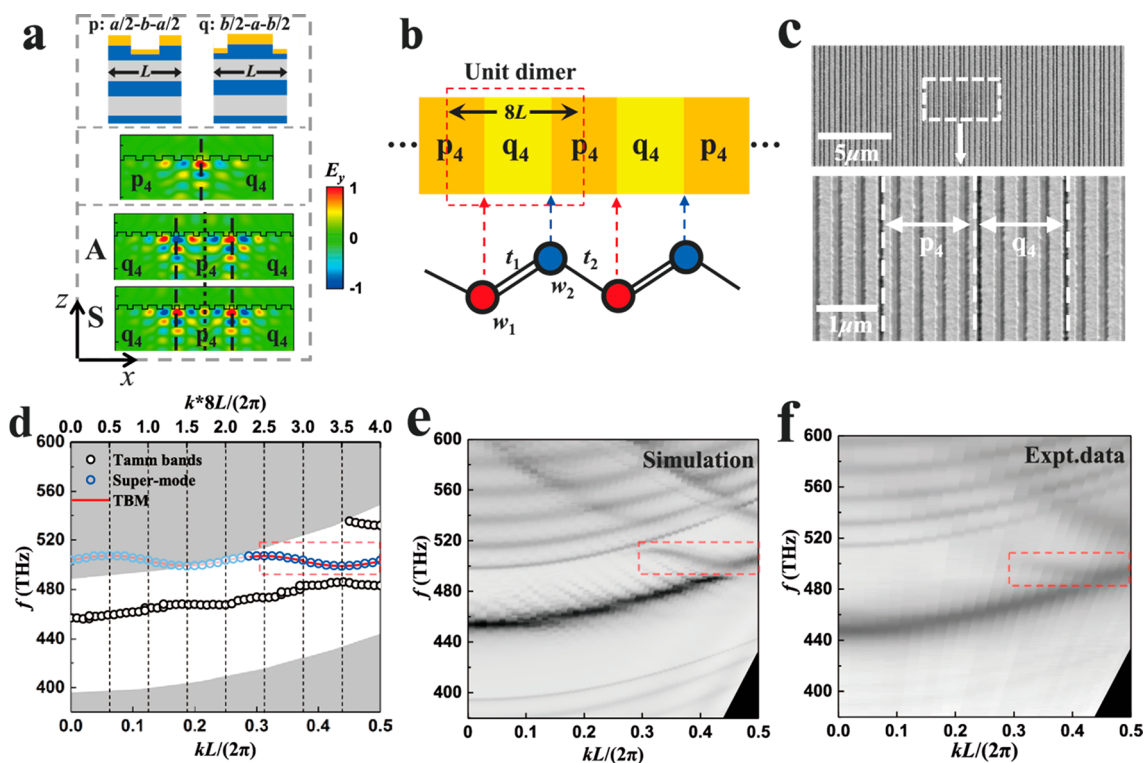 a
p: a/2-b-a/2 q: b/2-a-b/2
L L
p4 q4
Ey
1
0
-1
A
q4 p4 q4
S
q4 p4 q4
z
x
b
Unit dimer
8L
··· p4 q4 p4 q4 p4 ···
t1 t2
w2
w1
c
5μm
p4 q4
1μm
d
k*8L/(2π)
0.0 0.5 1.0 1.5 2.0 2.5 3.0 3.5 4.0
600
560
520
480
440
400
f (THz)
Tamm bands
Super-mode
TBM
0.0 0.1 0.2 0.3 0.4 0.5
kL/(2π)
e
Simulation
600
560
520
480
440
400
f (THz)
0 0.1 0.2 0.3 0.4 0.5
kL/(2π)
f
Expt.data
600
560
520
480
440
400
f (THz)
0 0.1 0.2 0.3 0.4 0.5
kL/(2π)